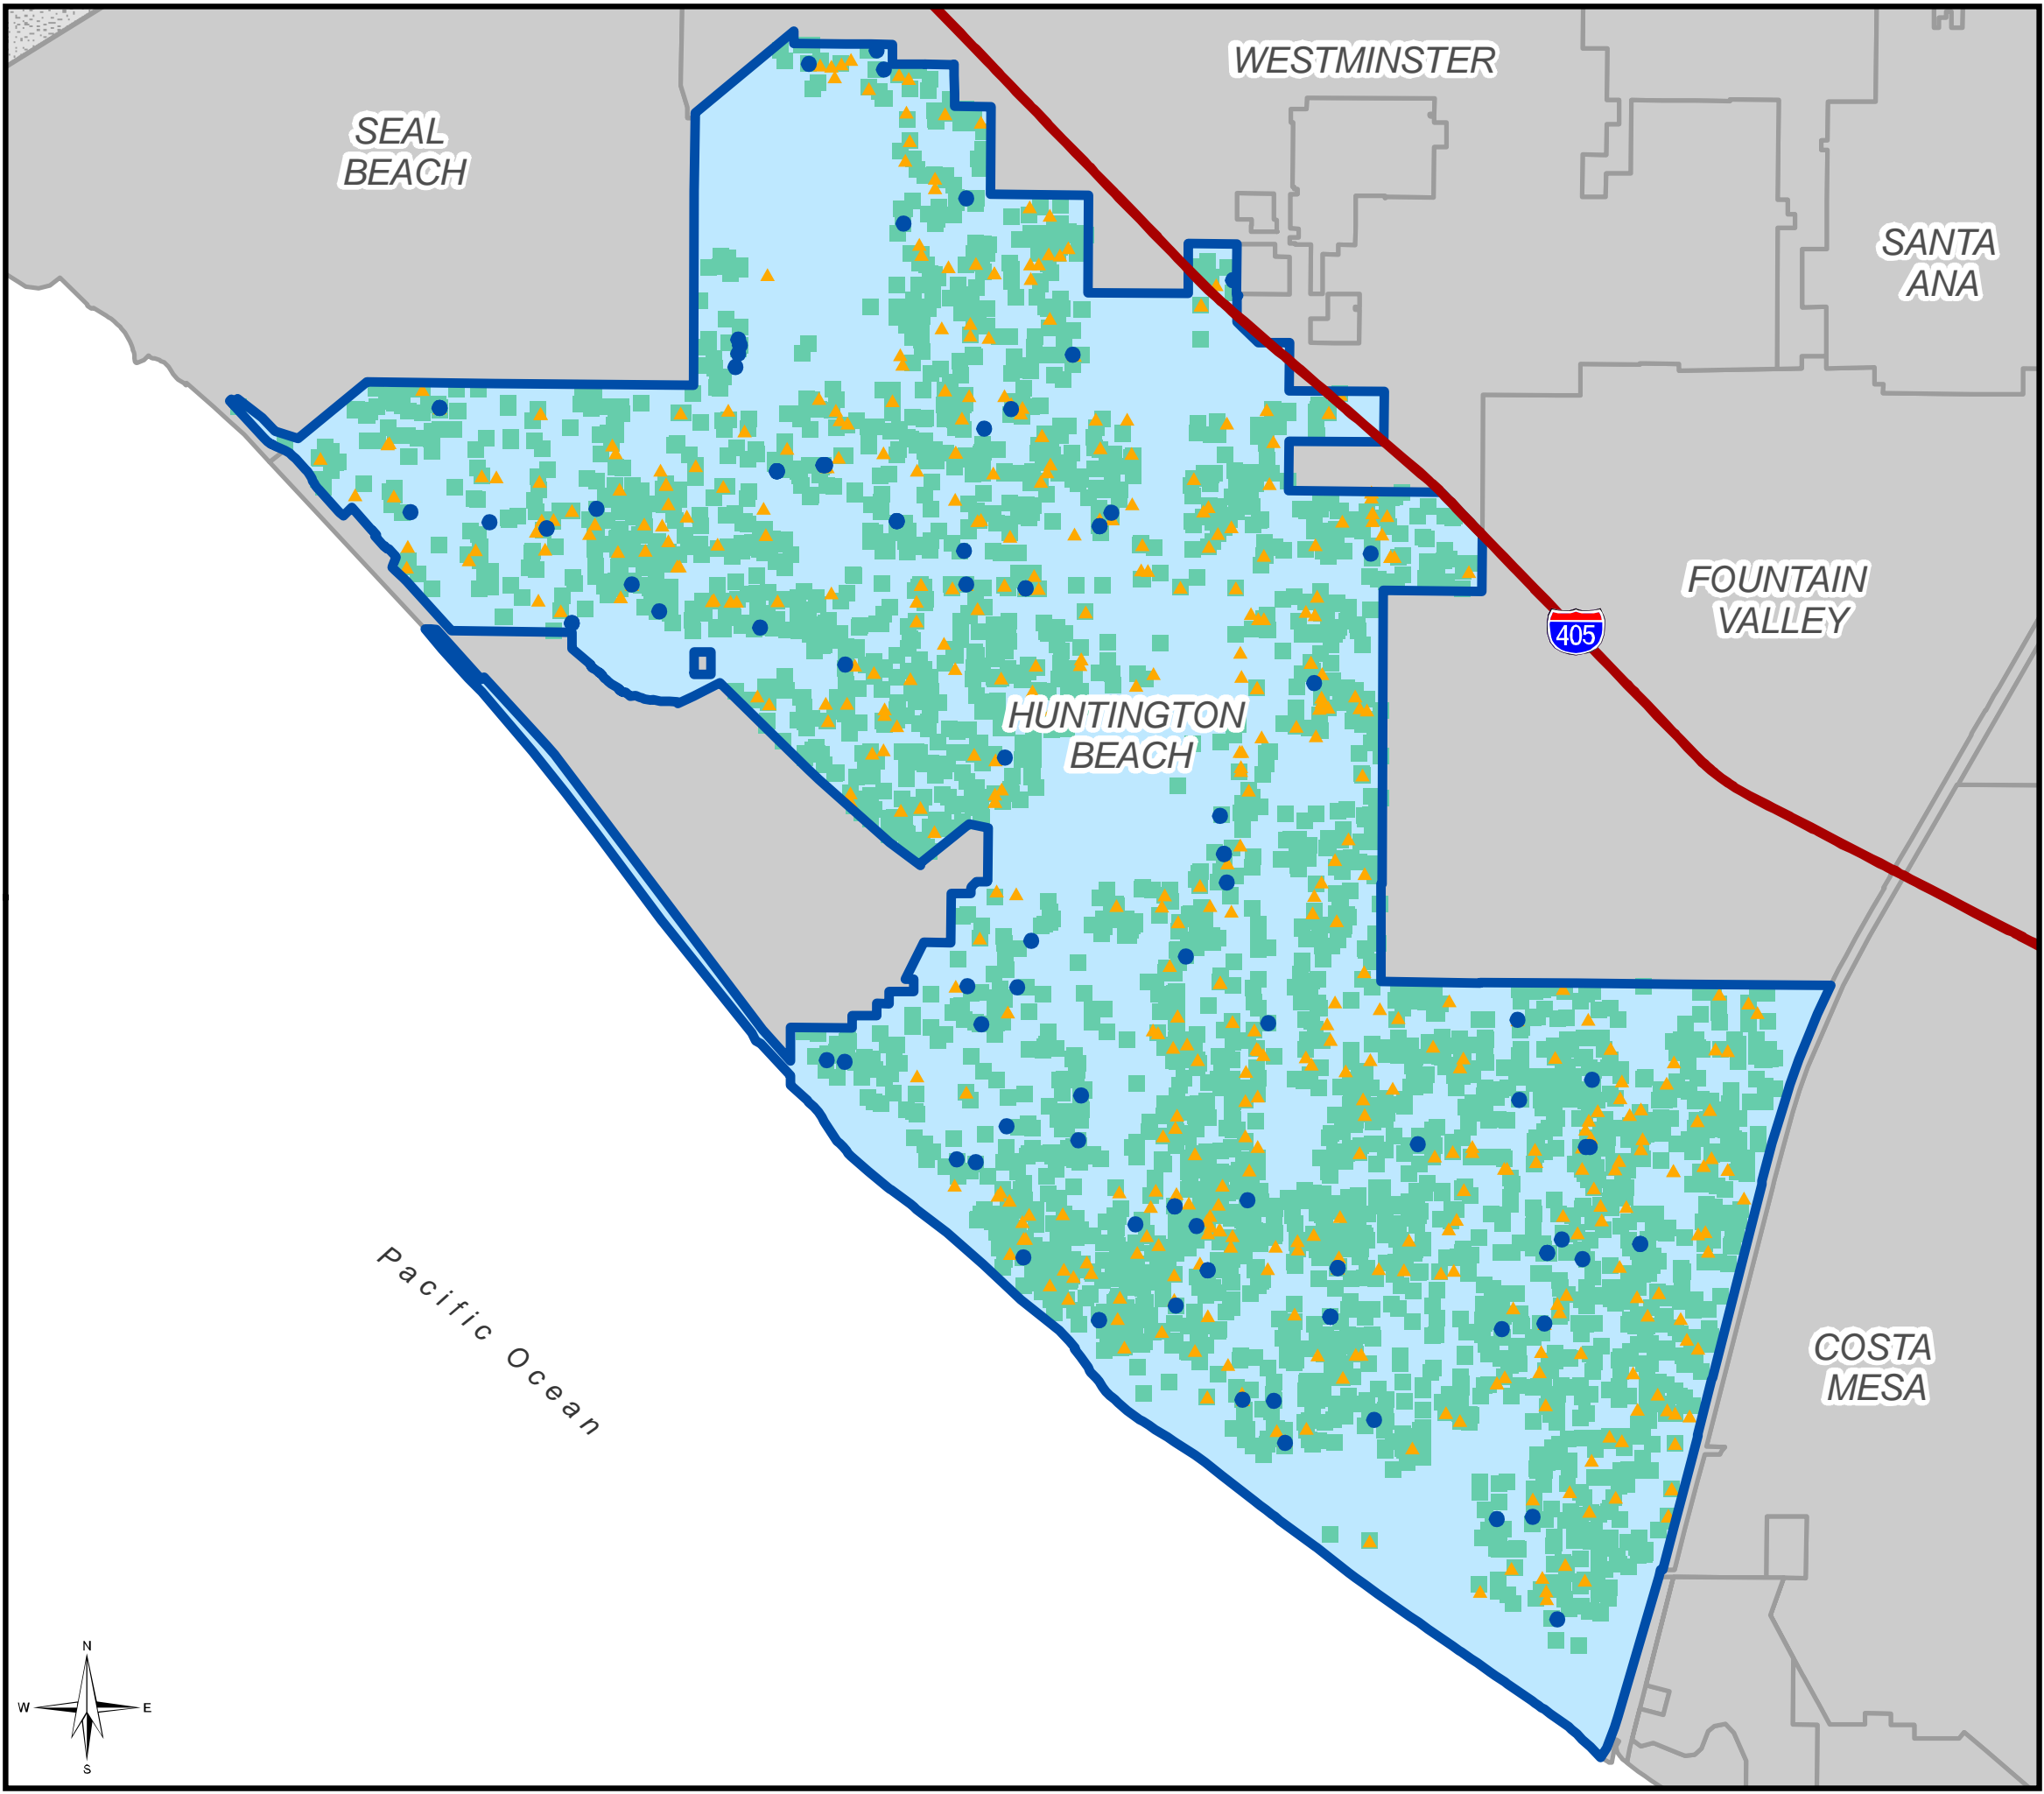 WESTMINSTER
SEAL
BEACH
SANTA
ANA
FOUNTAIN
VALLEY
405
HUNTINGTON
BEACH
Pacific Ocean
COSTA
MESA
N
W
E
S